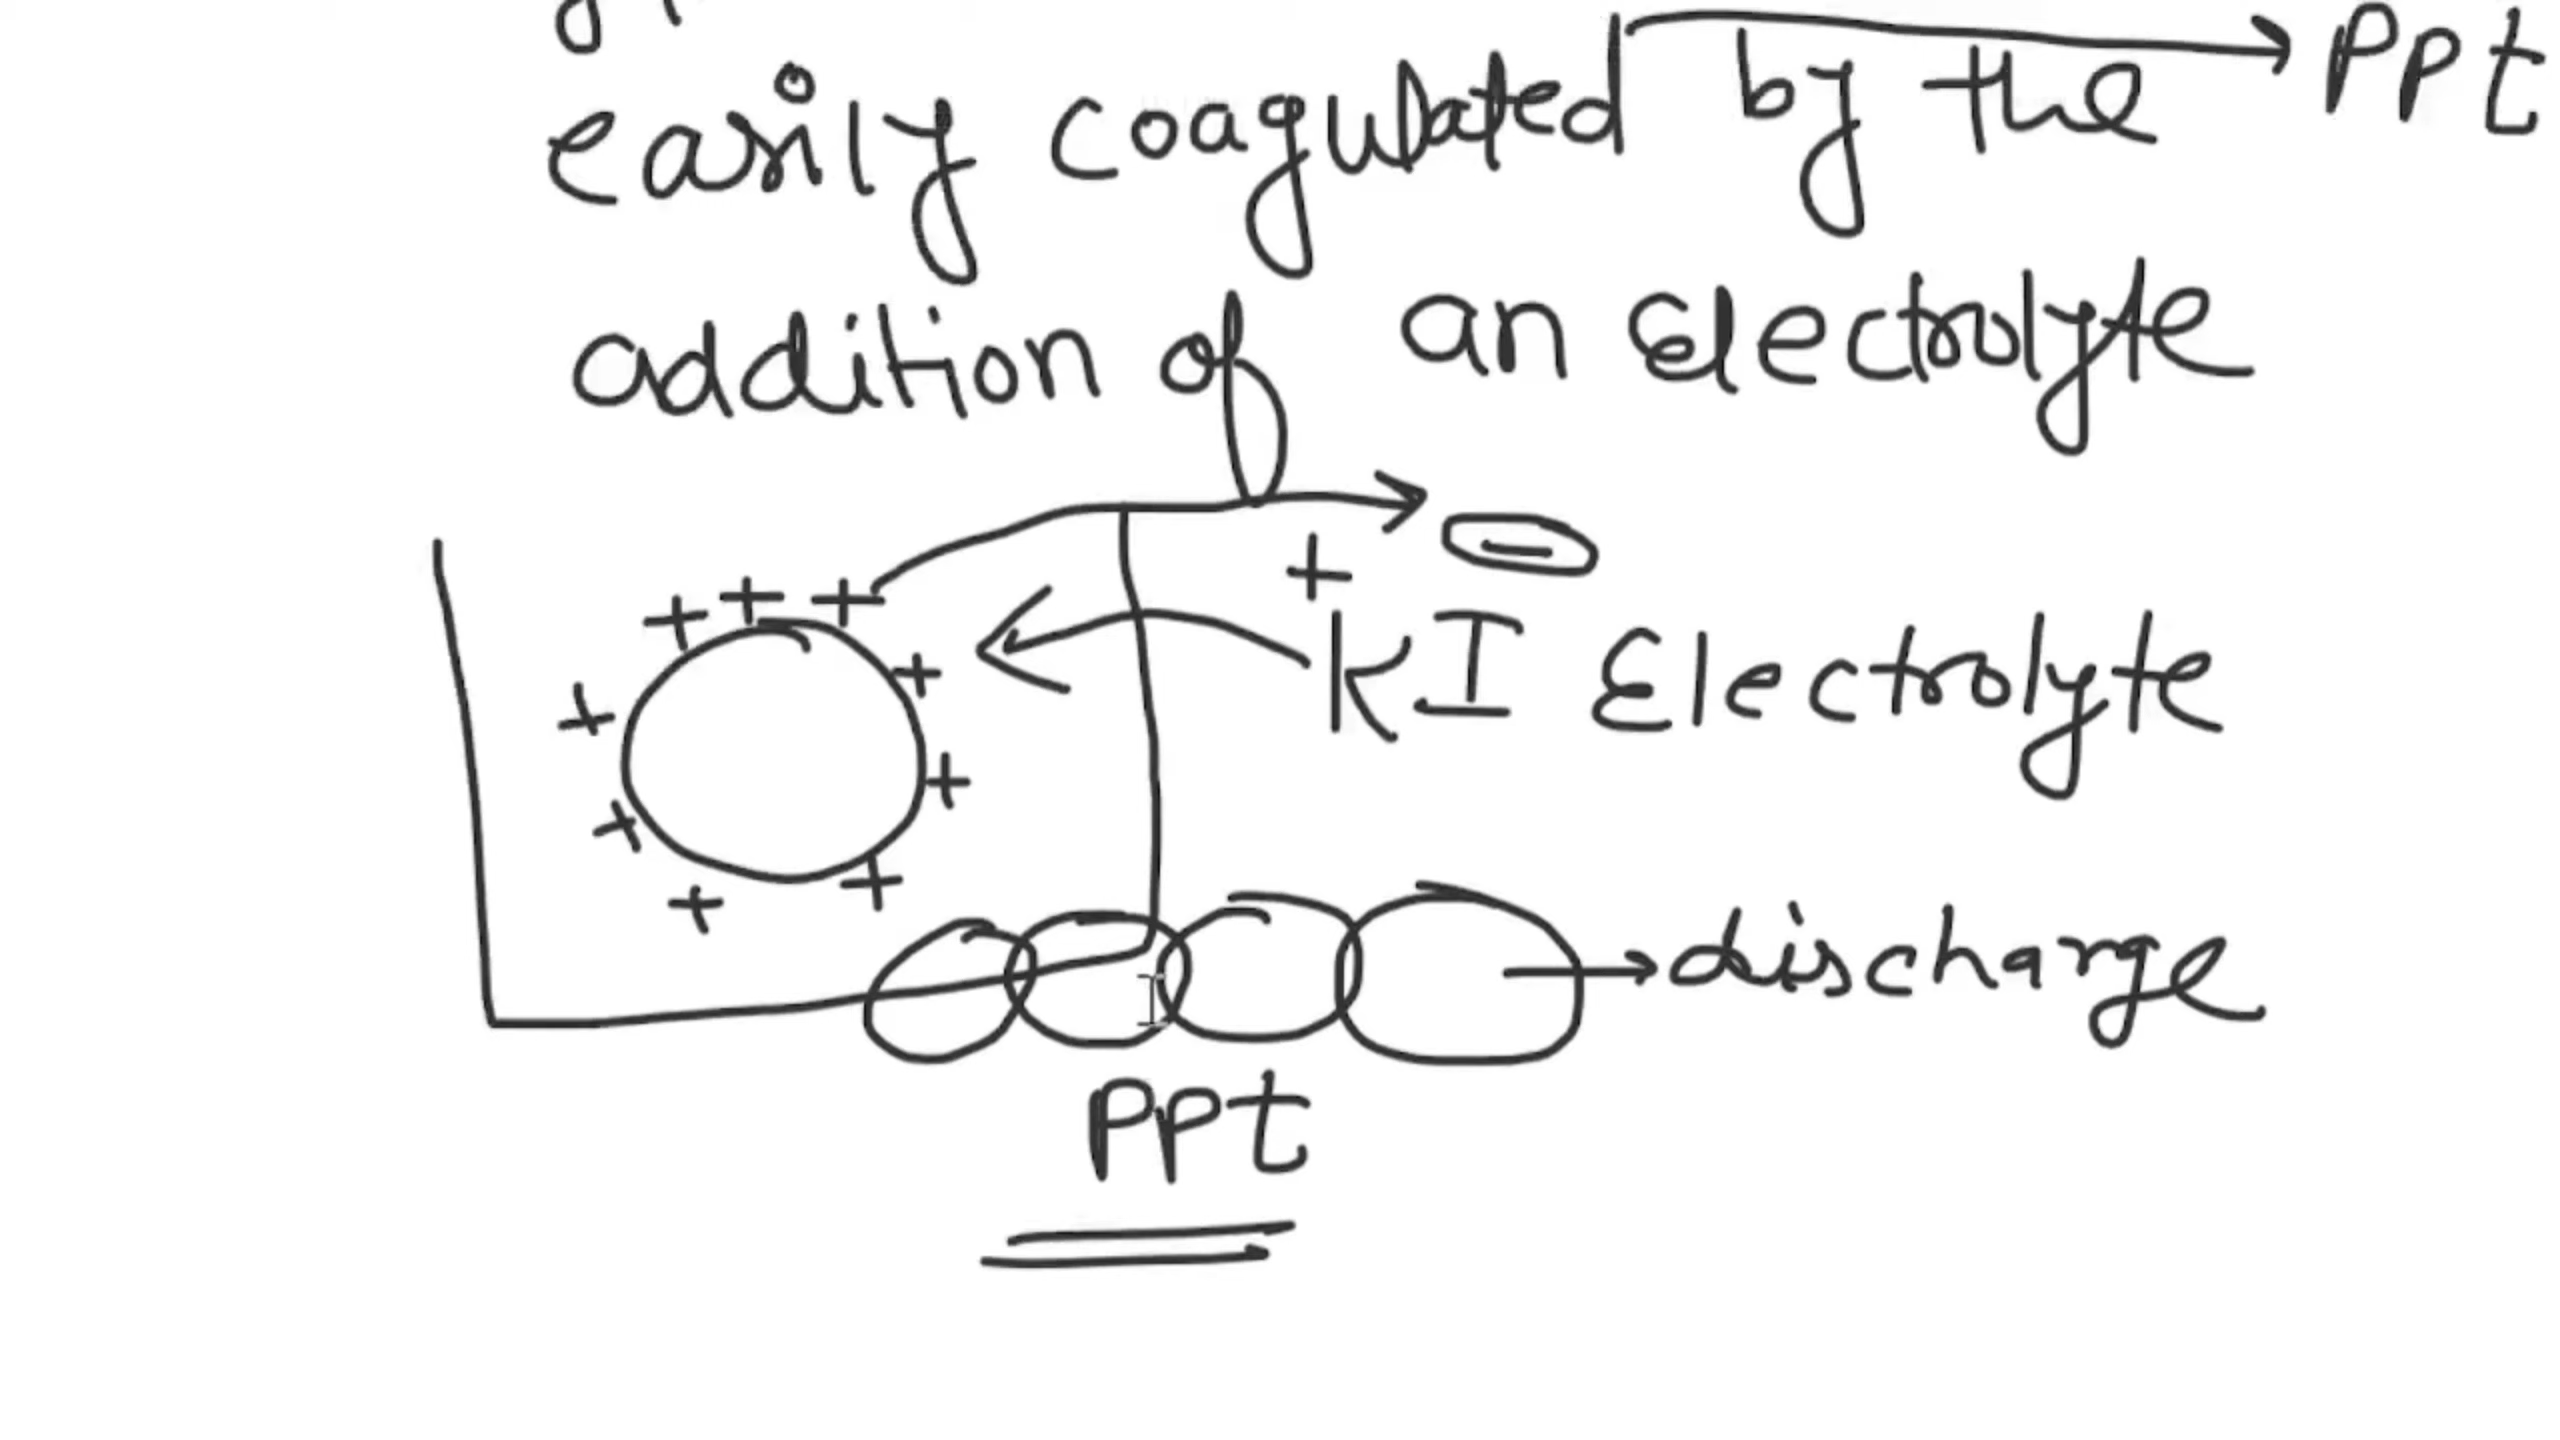 Ppt
easily coagulated by the
addition of an Electrolyte
+ + + + −
+ KI Electrolyte
+ +
+ +
discharge
Ppt